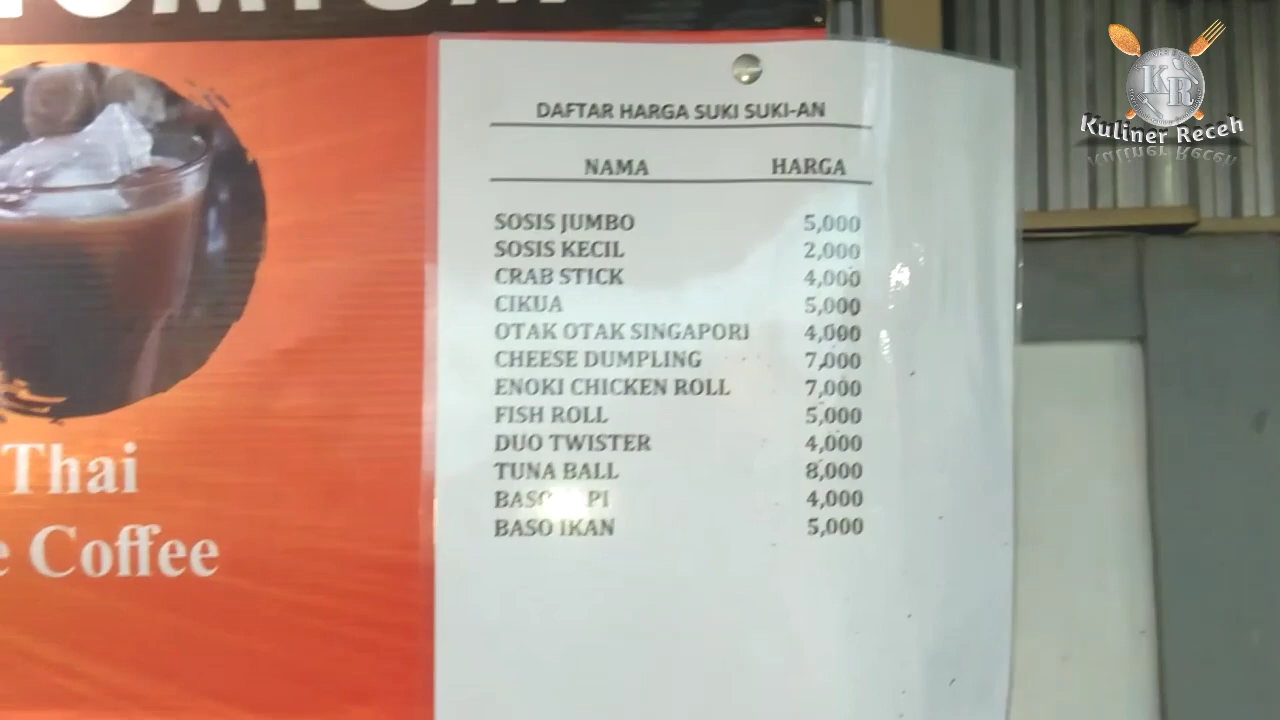 DAFTAR HARGA SUKI SUKI-AN
NAMA HARGA
SOSIS JUMBO 5,000
SOSIS KECIL 2,000
CRAB STICK 4,000
CIKUA 5,000
OTAK OTAK SINGAPORI 4,000
CHEESE DUMPLING 7,000
ENOKI CHICKEN ROLL 7,000
FISH ROLL 5,000
DUO TWISTER 4,000
TUNA BALL 8,000
4,000
BASO IKAN 5,000
Thai
Coffee
KR
Kuliner Receh